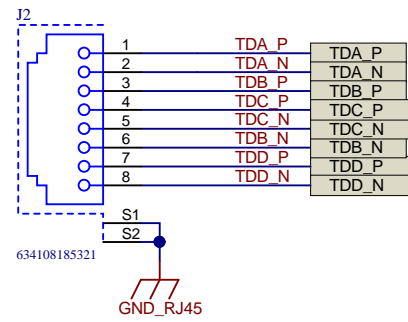 J2
1 TDA_P TDA_P
2 TDA_N TDA_N
3 TDB_P TDB_P
4 TDC_P TDC_P
5 TDC_N TDC_N
6 TDB_N TDB_N
7 TDD_P TDD_P
8 TDD_N TDD_N
S1
S2
634108185321
GND_RJ45